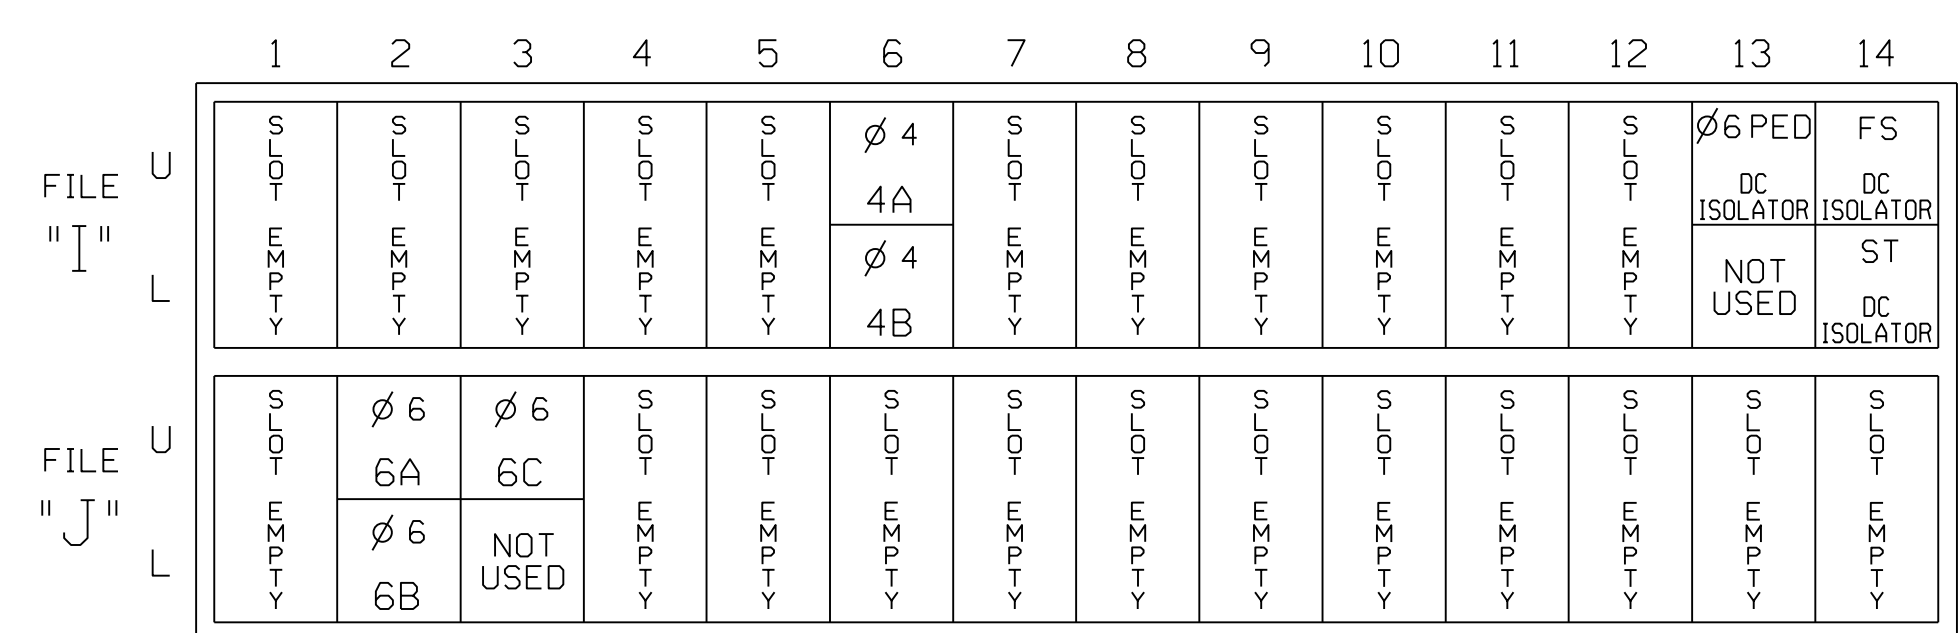 1 2 3 4 5 6 7 8 9 10 11 12 13 14
FILE "I"
U
L
SLOT EMPTY
SLOT EMPTY
SLOT EMPTY
SLOT EMPTY
SLOT EMPTY
Ø 4
4A
Ø 4
4B
SLOT EMPTY
SLOT EMPTY
SLOT EMPTY
SLOT EMPTY
SLOT EMPTY
SLOT EMPTY
Ø6 PED
DC
ISOLATOR
NOT
USED
FS
DC
ISOLATOR
ST
DC
ISOLATOR
FILE "J"
U
L
SLOT EMPTY
Ø 6
6A
Ø 6
6B
Ø 6
6C
NOT
USED
SLOT EMPTY
SLOT EMPTY
SLOT EMPTY
SLOT EMPTY
SLOT EMPTY
SLOT EMPTY
SLOT EMPTY
SLOT EMPTY
SLOT EMPTY
SLOT EMPTY
SLOT EMPTY